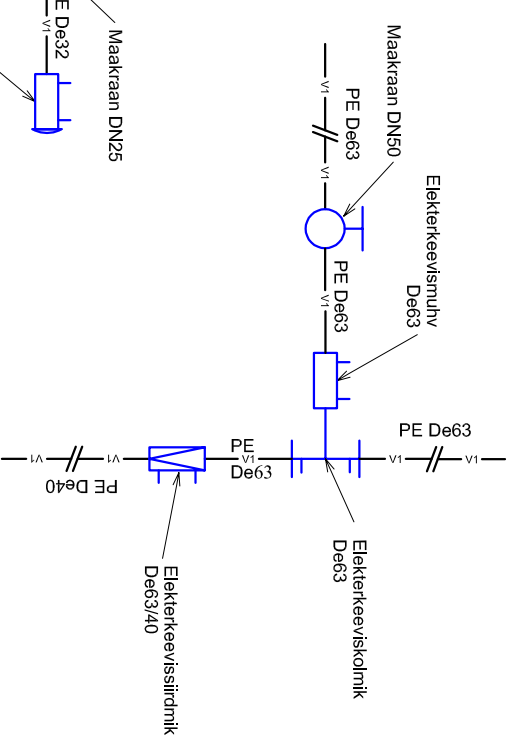 E De32
V1
Maakraan DN25
Maakraan DN50
V1
PE De63
V1
Elekterkeevismuhv
De63
PE De63
V1
PE De63
V1
V1
PE
V1
De63
V1
V1
PE De40
Elekterkeeviskolmik
De63
Elekterkeevissiirdmik
De63/40